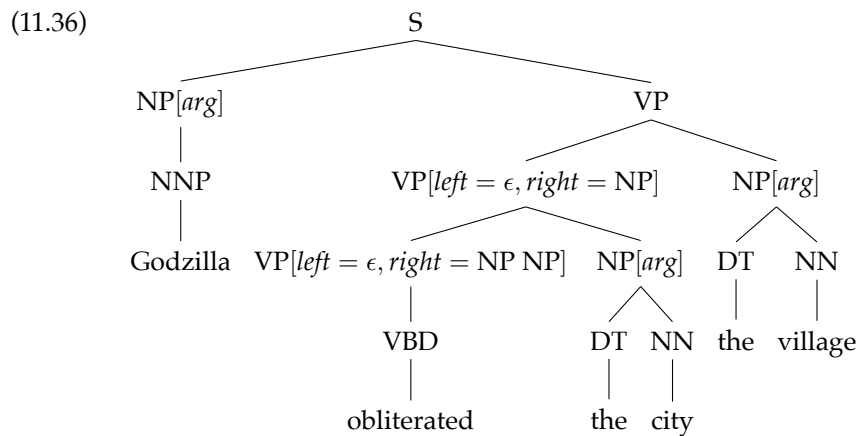 (11.36) S
NP[arg] VP
NNP VP[left = ϵ, right = NP] NP[arg]
Godzilla VP[left = ϵ, right = NP NP] NP[arg] DT NN
VBD DT NN the village
obliterated the city